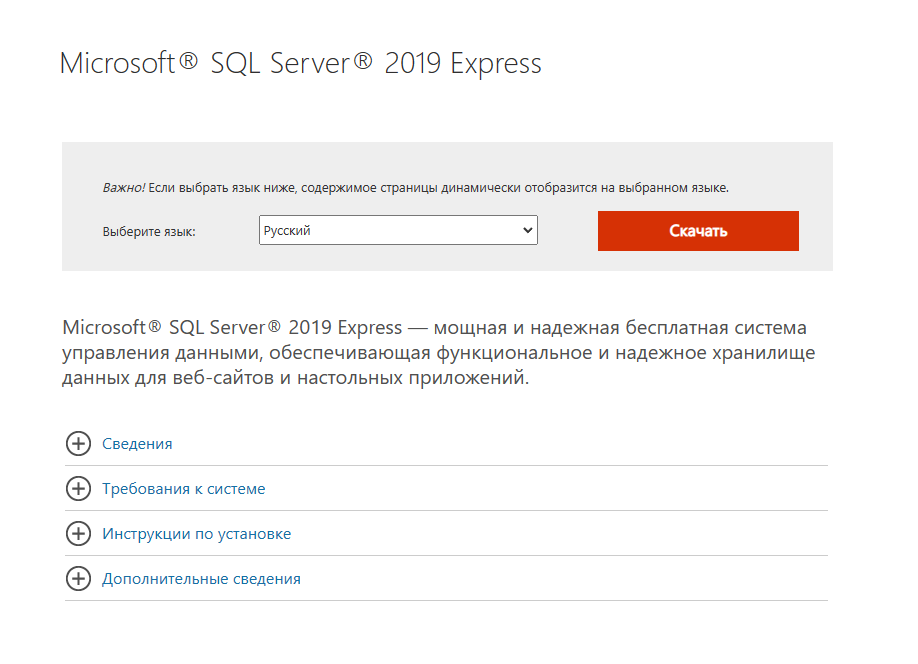 Microsoft® SQL Server® 2019 Express
Важно! Если выбрать язык ниже, содержимое страницы динамически отобразится на выбранном языке.
Выберите язык:
Русский
Скачать
Microsoft® SQL Server® 2019 Express — мощная и надежная бесплатная система
управления данными, обеспечивающая функциональное и надежное хранилище
данных для веб-сайтов и настольных приложений.
Сведения
Требования к системе
Инструкции по установке
Дополнительные сведения